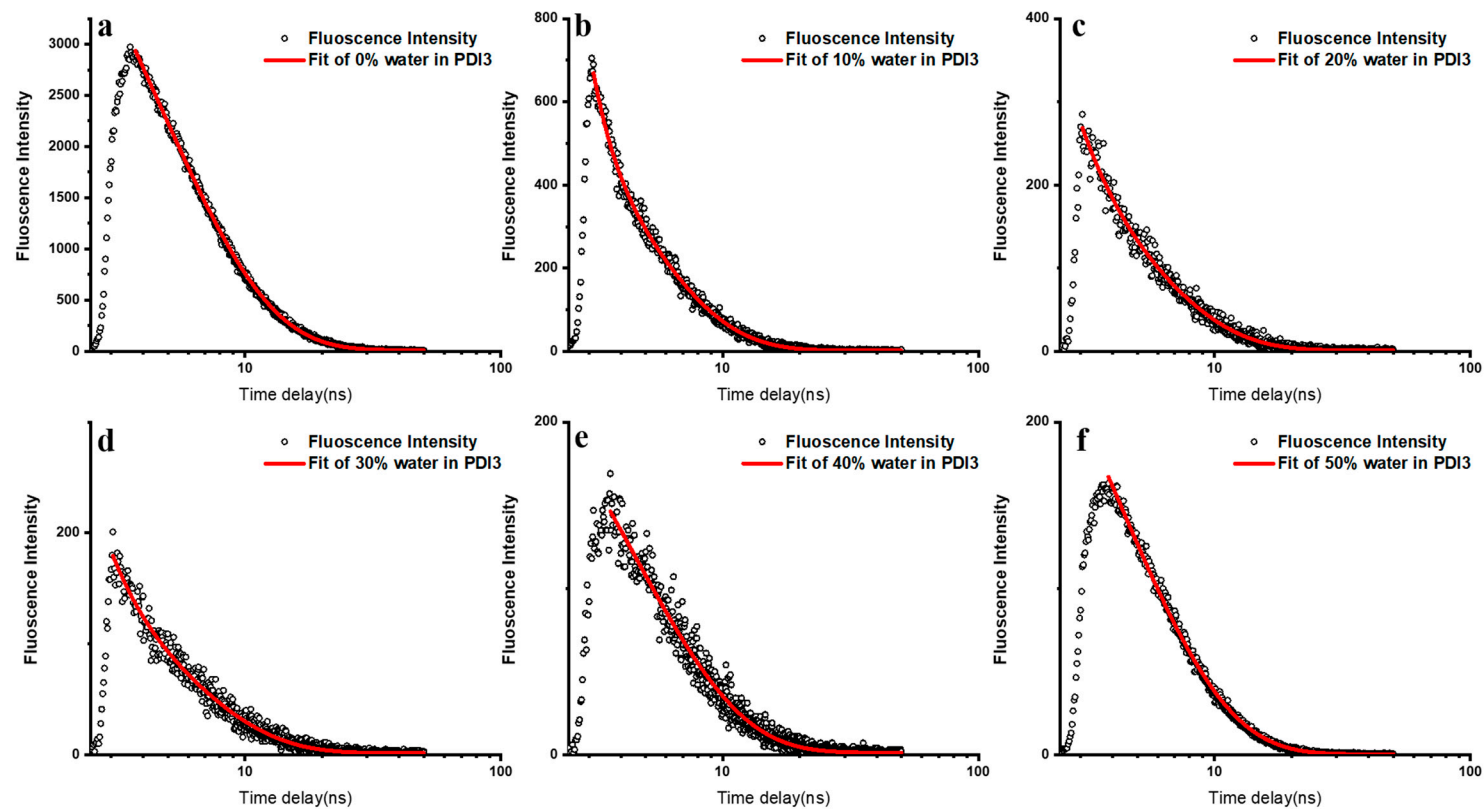 a
Fluoscence Intensity
Fit of 0% water in PDI3
3000
2500
2000
1500
1000
500
0
10
100
Fluoscence Intensity
Time delay(ns)
b
Fluoscence Intensity
Fit of 10% water in PDI3
800
600
400
200
0
10
100
Fluoscence Intensity
Time delay(ns)
c
Fluoscence Intensity
Fit of 20% water in PDI3
400
200
0
10
100
Fluoscence Intensity
Time delay(ns)
d
Fluoscence Intensity
Fit of 30% water in PDI3
200
0
10
100
Fluoscence Intensity
Time delay(ns)
e
Fluoscence Intensity
Fit of 40% water in PDI3
200
0
10
100
Fluoscence Intensity
Time delay(ns)
f
Fluoscence Intensity
Fit of 50% water in PDI3
200
0
10
100
Fluoscence Intensity
Time delay(ns)